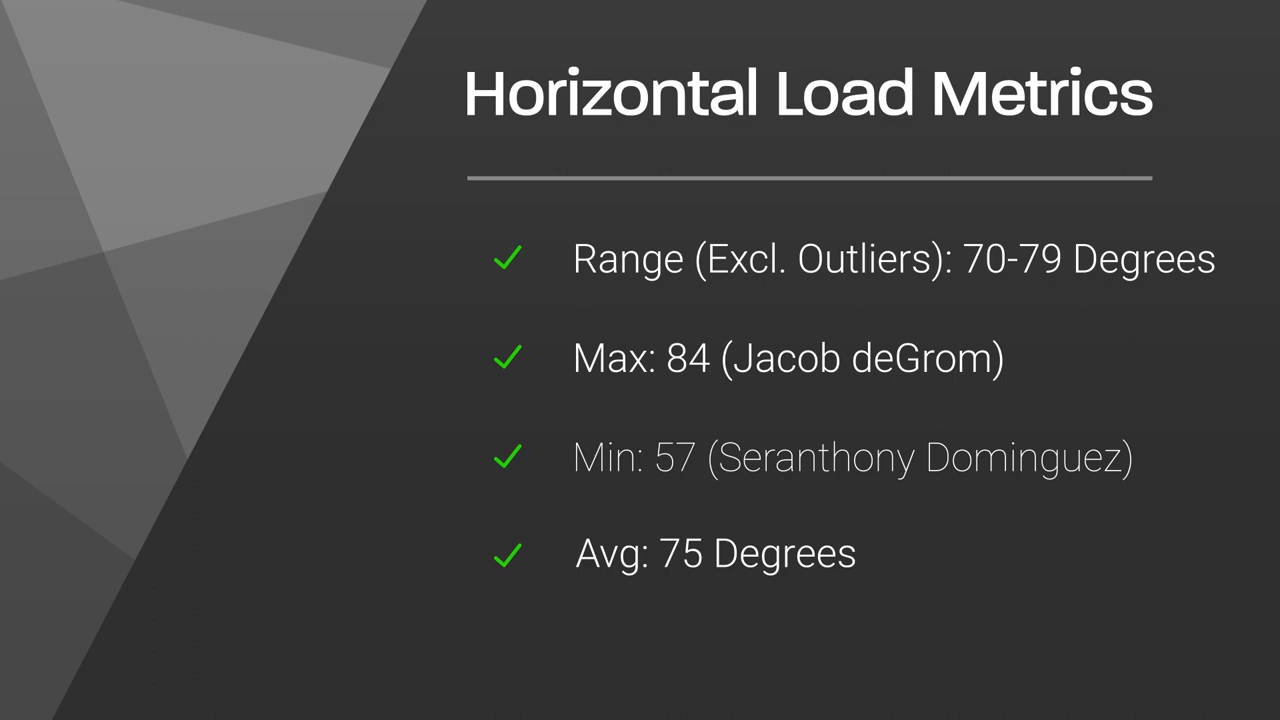 Horizontal Load Metrics
Range (Excl. Outliers): 70-79 Degrees
Max: 84 (Jacob deGrom)
Min: 57 (Seranthony Dominguez)
Avg: 75 Degrees